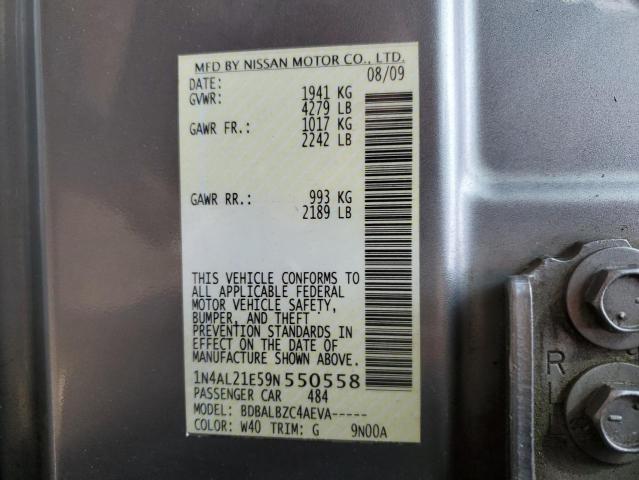 MFD BY NISSAN MOTOR CO., LTD.
DATE: 08/09
GVWR: 1941 KG
4279 LB
GAWR FR.: 1017 KG
2242 LB
GAWR RR.: 993 KG
2189 LB
THIS VEHICLE CONFORMS TO
ALL APPLICABLE FEDERAL
MOTOR VEHICLE SAFETY,
BUMPER, AND THEFT
PREVENTION STANDARDS IN
EFFECT ON THE DATE OF
MANUFACTURE SHOWN ABOVE.
1N4AL21E59N550558
PASSENGER CAR 484
MODEL: BDBALBZC4AEVA-----
COLOR: W40 TRIM: G 9N00A
R L